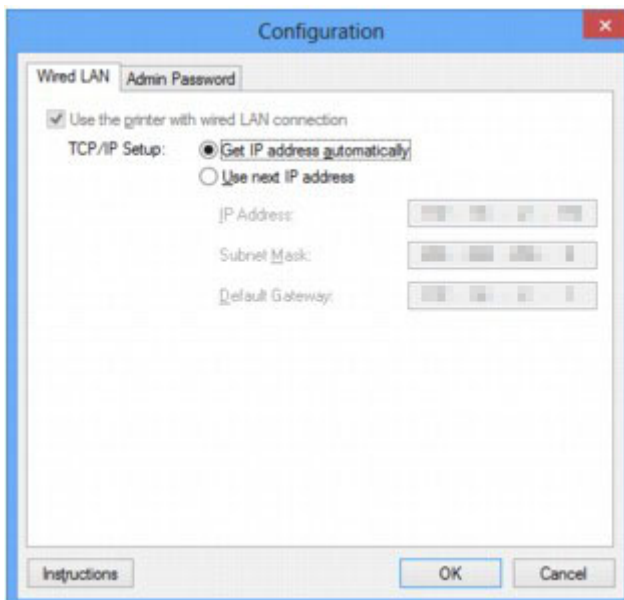 Configuration
Wired LAN Admin Password
Use the printer with wired LAN connection
TCP/IP Setup: Get IP address automatically
Use next IP address
IP Address:
Subnet Mask:
Default Gateway:
Instructions OK Cancel